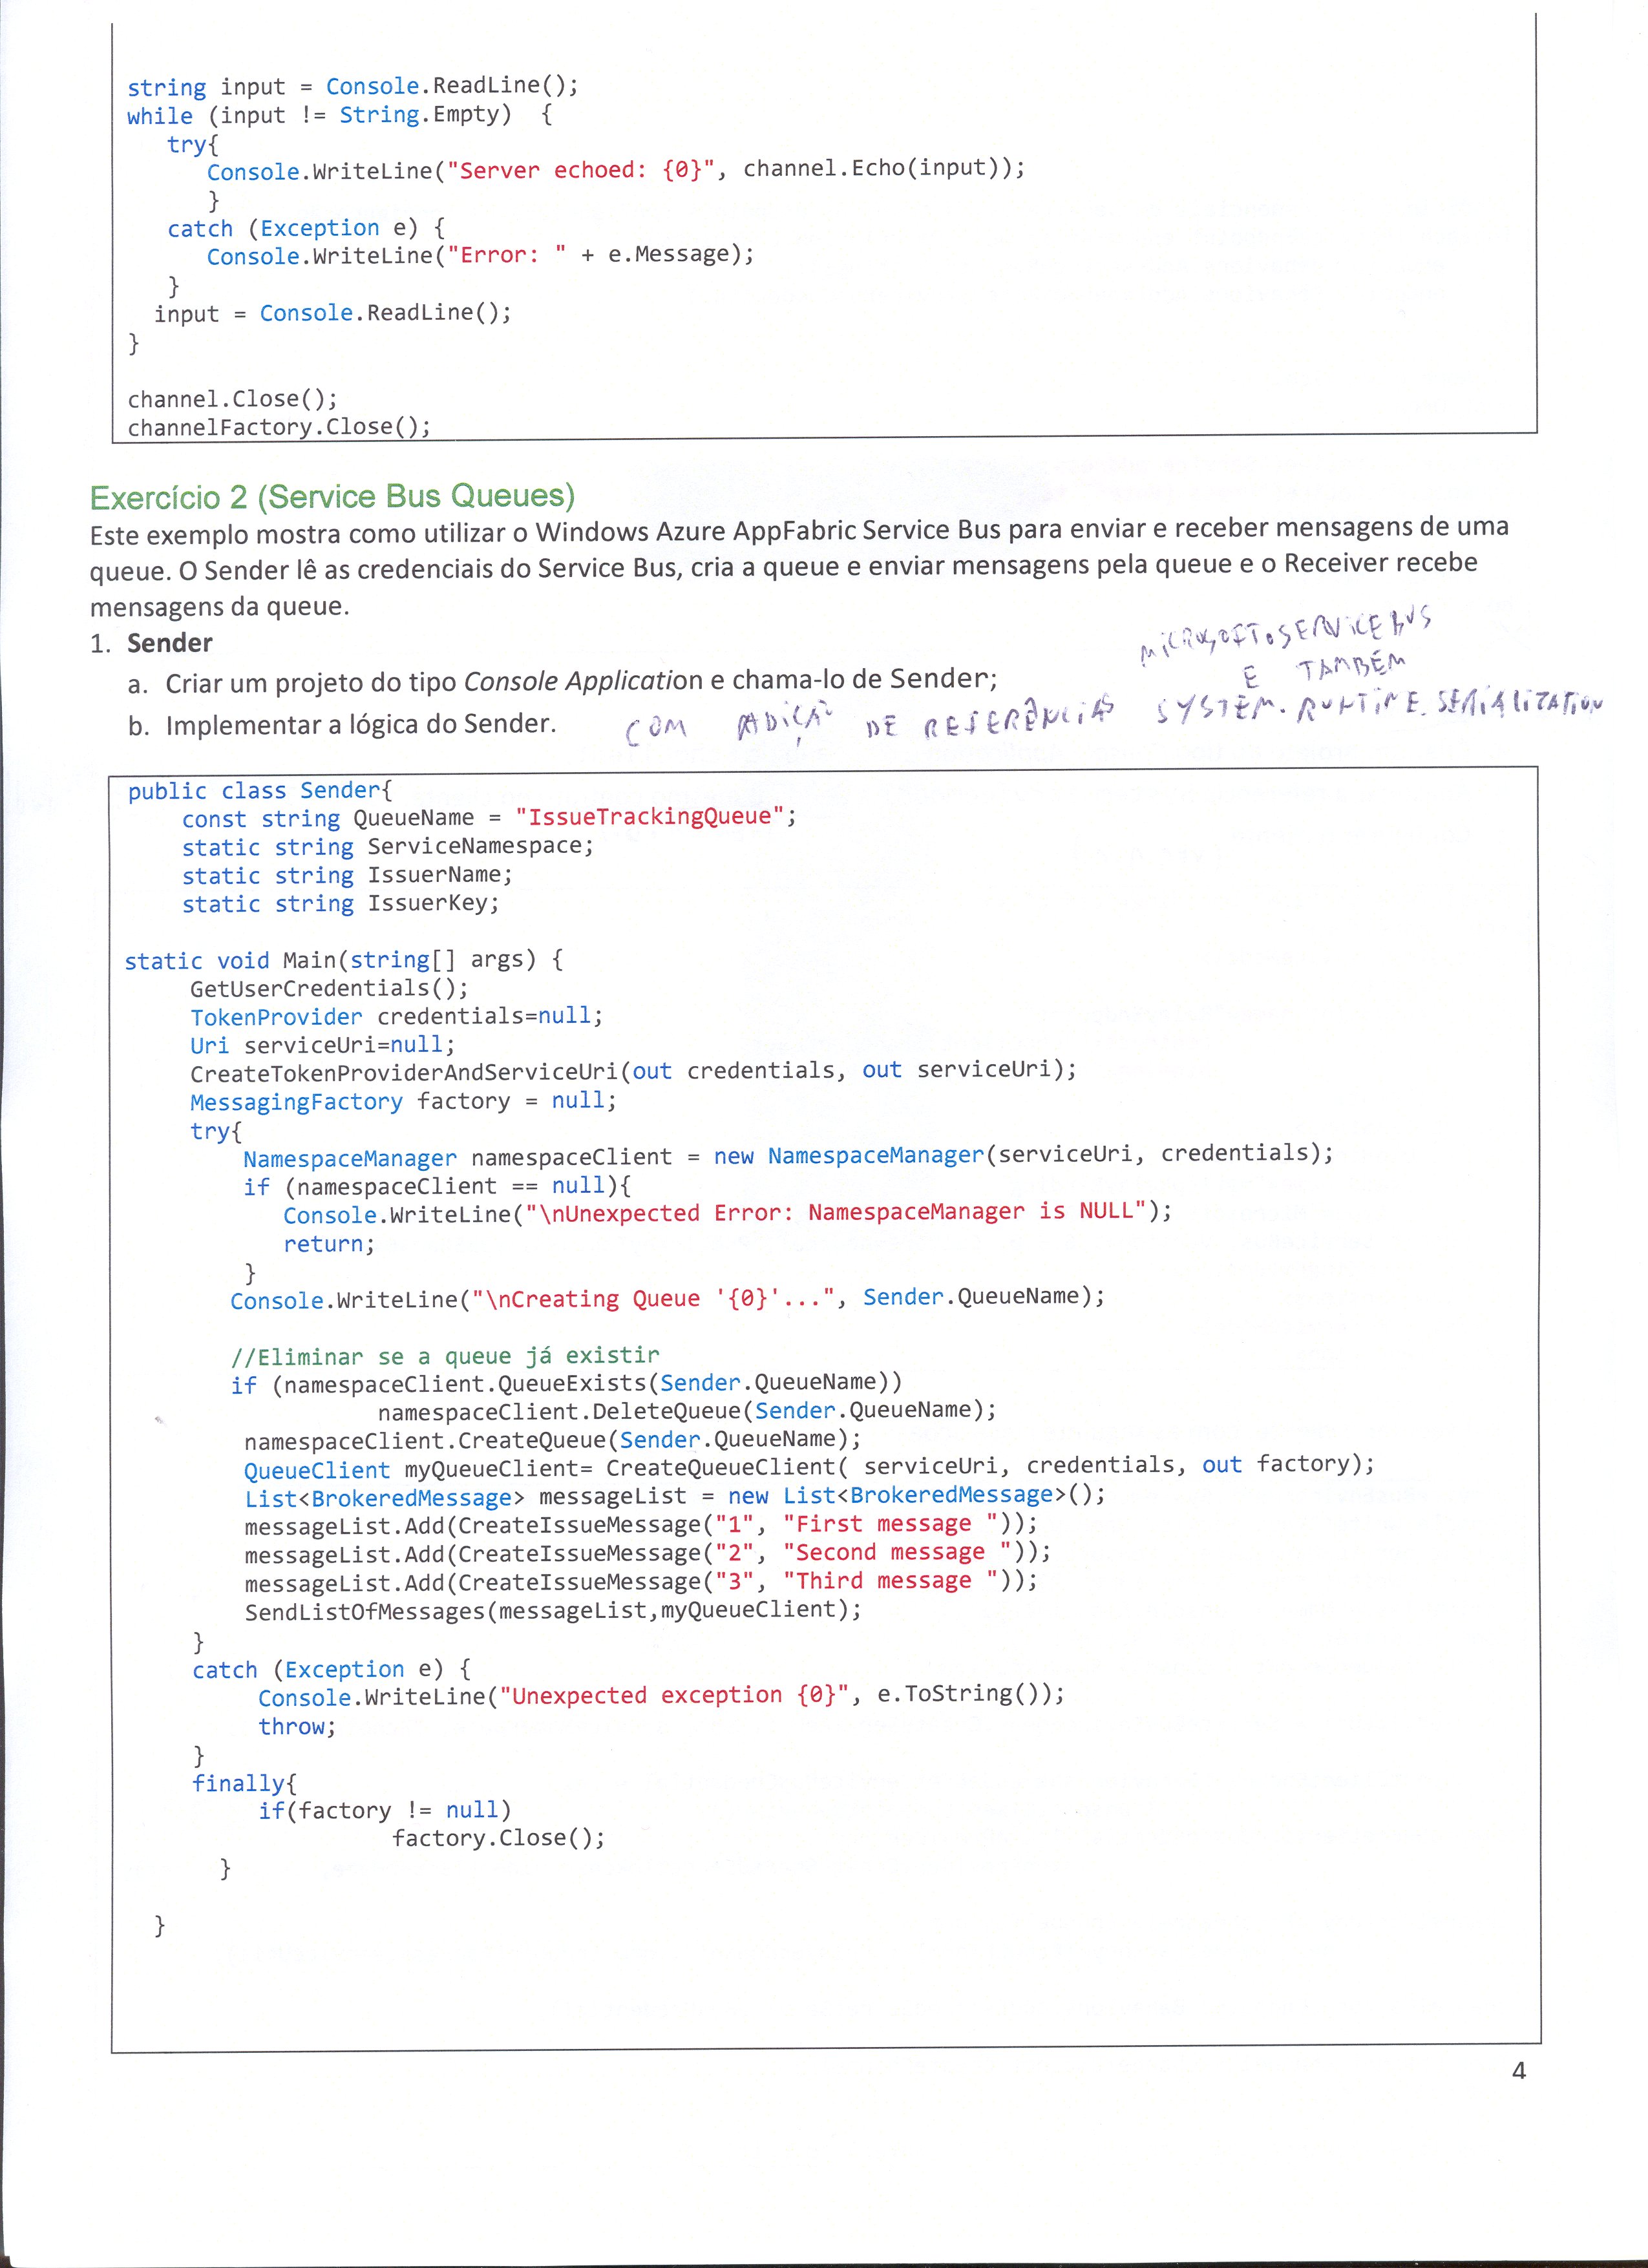 string input = Console.ReadLine();
while (input != String.Empty)  {
try{
Console.WriteLine("Server echoed: {0}", channel.Echo(input));
}
catch (Exception e) {
Console.WriteLine("Error: " + e.Message);
}
input = Console.ReadLine();
}
channel.Close();
channelFactory.Close();
Exercício 2 (Service Bus Queues)
Este exemplo mostra como utilizar o Windows Azure AppFabric Service Bus para enviar e receber mensagens de uma
queue. O Sender lê as credenciais do Service Bus, cria a queue e enviar mensagens pela queue e o Receiver recebe
mensagens da queue.
1. Sender
MICROSOFT.SERVICEBUS
E TAMBÉM
a. Criar um projeto do tipo Console Application e chama-lo de Sender;
b. Implementar a lógica do Sender. COM ADIÇÃO DE REFERÊNCIAS SYSTEM.RUNTIME.SERIALIZATION
public class Sender{
const string QueueName = "IssueTrackingQueue";
static string ServiceNamespace;
static string IssuerName;
static string IssuerKey;
static void Main(string[] args) {
GetUserCredentials();
TokenProvider credentials=null;
Uri serviceUri=null;
CreateTokenProviderAndServiceUri(out credentials, out serviceUri);
MessagingFactory factory = null;
try{
NamespaceManager namespaceClient = new NamespaceManager(serviceUri, credentials);
if (namespaceClient == null){
Console.WriteLine("\nUnexpected Error: NamespaceManager is NULL");
return;
}
Console.WriteLine("\nCreating Queue '{0}'...", Sender.QueueName);
//Eliminar se a queue já existir
if (namespaceClient.QueueExists(Sender.QueueName))
namespaceClient.DeleteQueue(Sender.QueueName);
namespaceClient.CreateQueue(Sender.QueueName);
QueueClient myQueueClient= CreateQueueClient( serviceUri, credentials, out factory);
List<BrokeredMessage> messageList = new List<BrokeredMessage>();
messageList.Add(CreateIssueMessage("1", "First message "));
messageList.Add(CreateIssueMessage("2", "Second message "));
messageList.Add(CreateIssueMessage("3", "Third message "));
SendListOfMessages(messageList,myQueueClient);
}
catch (Exception e) {
Console.WriteLine("Unexpected exception {0}", e.ToString());
throw;
}
finally{
if(factory != null)
factory.Close();
}
}
4